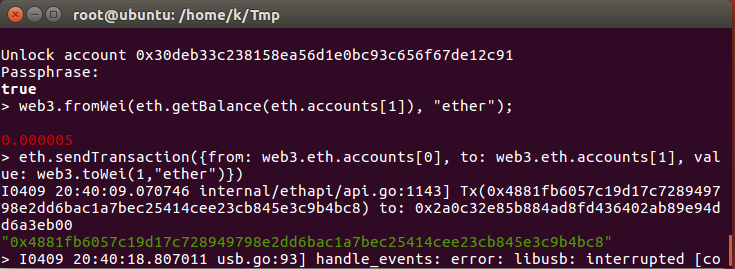 root@ubuntu: /home/k/Tmp
Unlock account 0x30deb33c238158ea56d1e0bc93c656f67de12c91
Passphrase:
true
> web3.fromWei(eth.getBalance(eth.accounts[1]), "ether");
0.000005
> eth.sendTransaction({from: web3.eth.accounts[0], to: web3.eth.accounts[1], val
ue: web3.toWei(1,"ether")})
I0409 20:40:09.070746 internal/ethapi/api.go:1143] Tx(0x4881fb6057c19d17c7289497
98e2dd6bac1a7bec25414cee23cb845e3c9b4bc8) to: 0x2a0c32e85b884ad8fd436402ab89e94d
d6a3eb00
"0x4881fb6057c19d17c728949798e2dd6bac1a7bec25414cee23cb845e3c9b4bc8"
> I0409 20:40:18.807011 usb.go:93] handle_events: error: libusb: interrupted [co